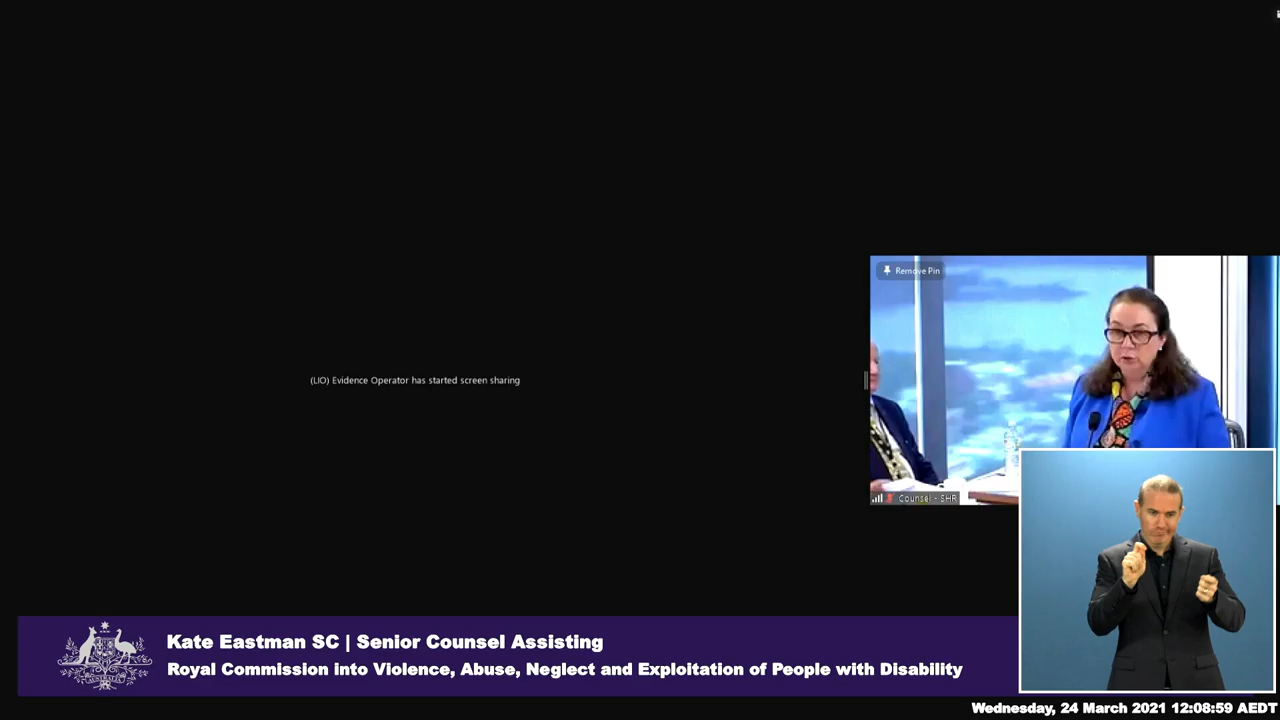 Remove Pin
(LIO) Evidence Operator has started screen sharing
Counsel - SHR
Kate Eastman SC | Senior Counsel Assisting
Royal Commission into Violence, Abuse, Neglect and Exploitation of People with Disability
Wednesday, 24 March 2021 12:08:59 AEDT